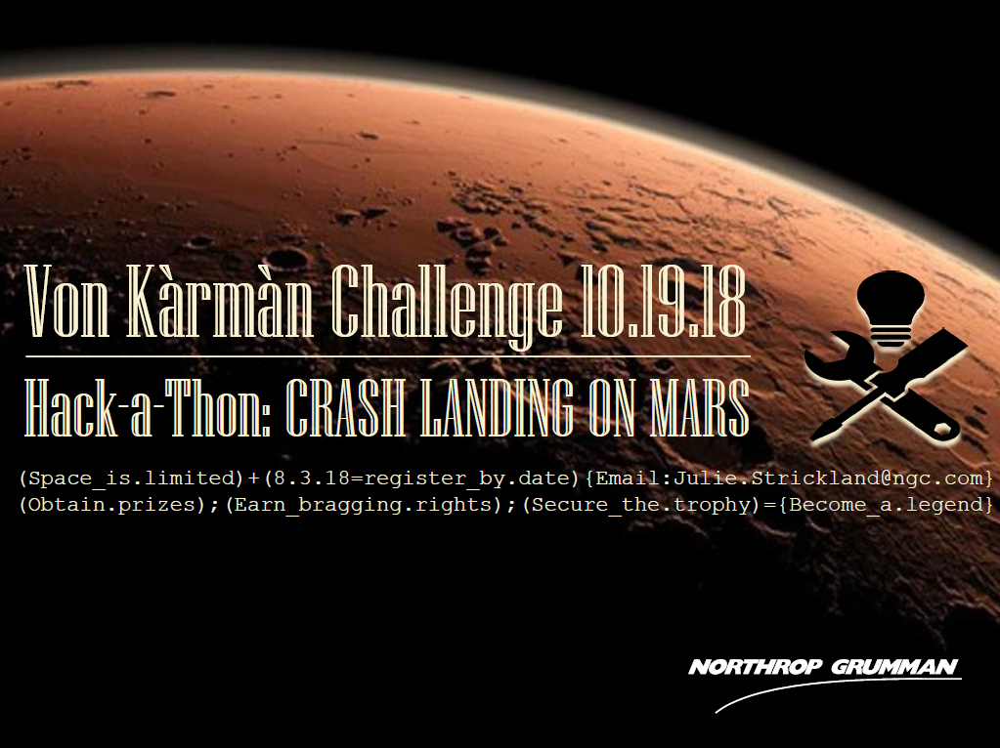 Von Kàrmàn Challenge 10.19.18
Hack-a-Thon: CRASH LANDING ON MARS
(Space_is.limited)+(8.3.18=register_by.date){Email:Julie.Strickland@ngc.com}
(Obtain.prizes);(Earn_bragging.rights);(Secure_the.trophy)={Become_a.legend}
NORTHROP GRUMMAN